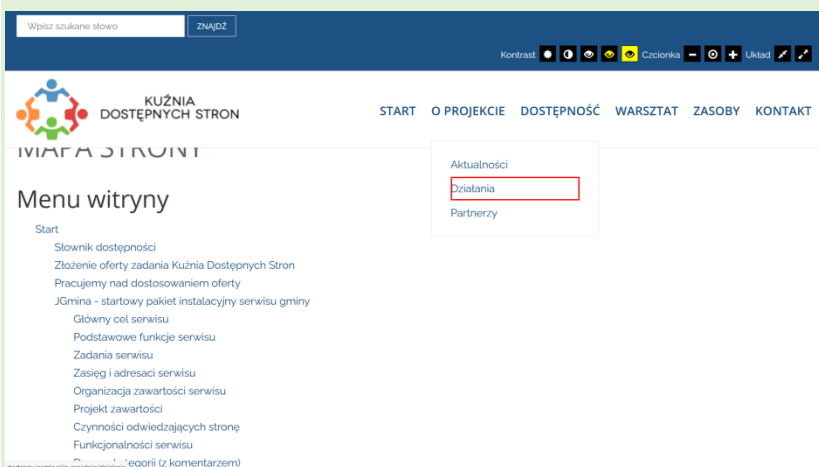 Wpisz szukane słowo ZNAJDŹ
Kontrast Czcionka Układ
KUŹNIA
DOSTĘPNYCH STRON
START O PROJEKCIE DOSTĘPNOŚĆ WARSZTAT ZASOBY KONTAKT
MAPA STRONY
Aktualności
Działania
Partnerzy
Menu witryny
Start
Słownik dostępności
Złożenie oferty zadania Kuźnia Dostępnych Stron
Pracujemy nad dostosowaniem oferty
JGmina - startowy pakiet instalacyjny serwisu gminy
Główny cel serwisu
Podstawowe funkcje serwisu
Zadania serwisu
Zasięg i adresaci serwisu
Organizacja zawartości serwisu
Projekt zawartości
Czynności odwiedzających stronę
Funkcjonalności serwisu
(z komentarzem)